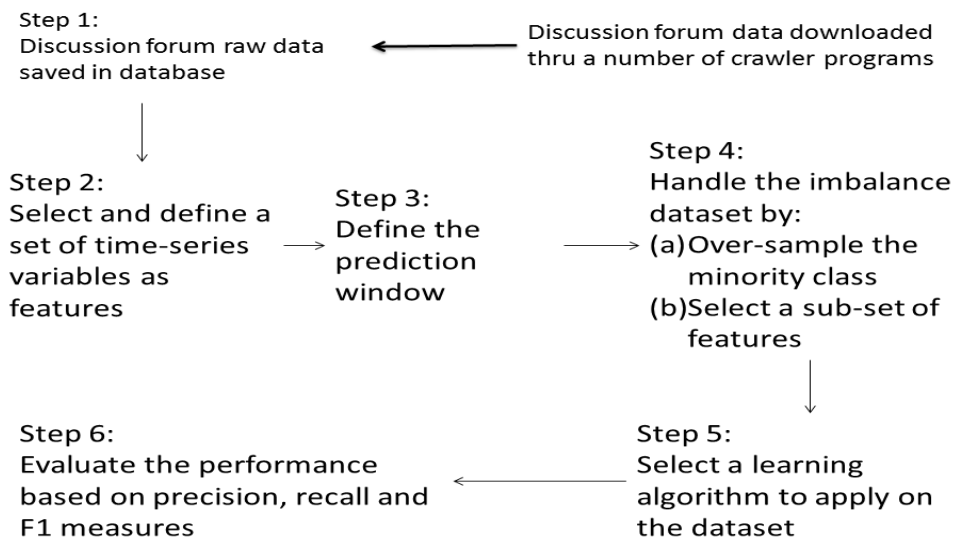 Step 1:
Discussion forum raw data
saved in database
Discussion forum data downloaded
thru a number of crawler programs
Step 2:
Select and define a
set of time-series
variables as
features
Step 3:
Define the
prediction
window
Step 4:
Handle the imbalance
dataset by:
(a)Over-sample the
minority class
(b)Select a sub-set of
features
Step 5:
Select a learning
algorithm to apply on
the dataset
Step 6:
Evaluate the performance
based on precision, recall and
F1 measures